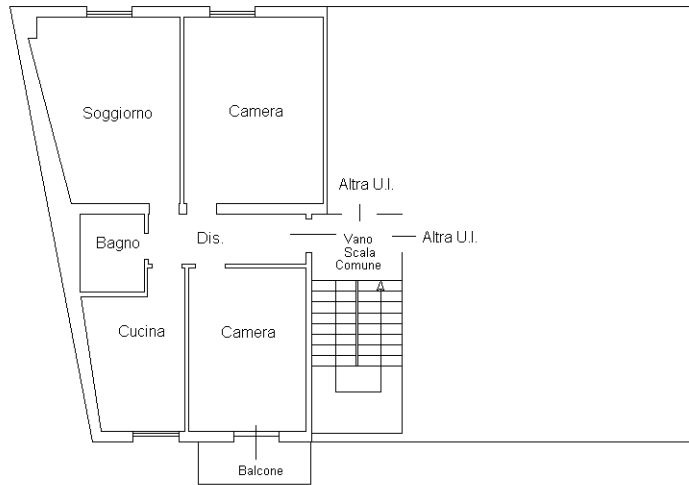 Soggiorno
Camera
Altra U.I.
Bagno
Dis.
Vano
Scala
Comune
Altra U.I.
Cucina
Camera
Balcone